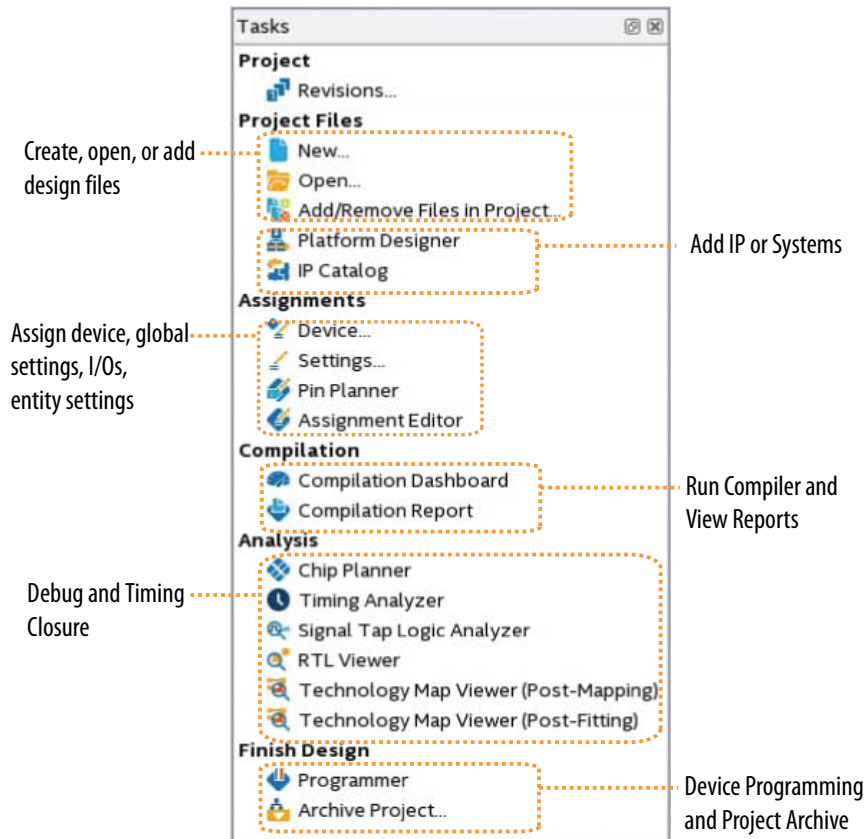 Tasks
Project
Revisions...
Project Files
Create, open, or add
design files
New...
Open...
Add/Remove Files in Project...
Platform Designer
IP Catalog
Add IP or Systems
Assignments
Assign device, global
settings, I/Os,
entity settings
Device...
Settings...
Pin Planner
Assignment Editor
Compilation
Compilation Dashboard
Compilation Report
Run Compiler and
View Reports
Analysis
Debug and Timing
Closure
Chip Planner
Timing Analyzer
Signal Tap Logic Analyzer
RTL Viewer
Technology Map Viewer (Post-Mapping)
Technology Map Viewer (Post-Fitting)
Finish Design
Programmer
Archive Project...
Device Programming
and Project Archive